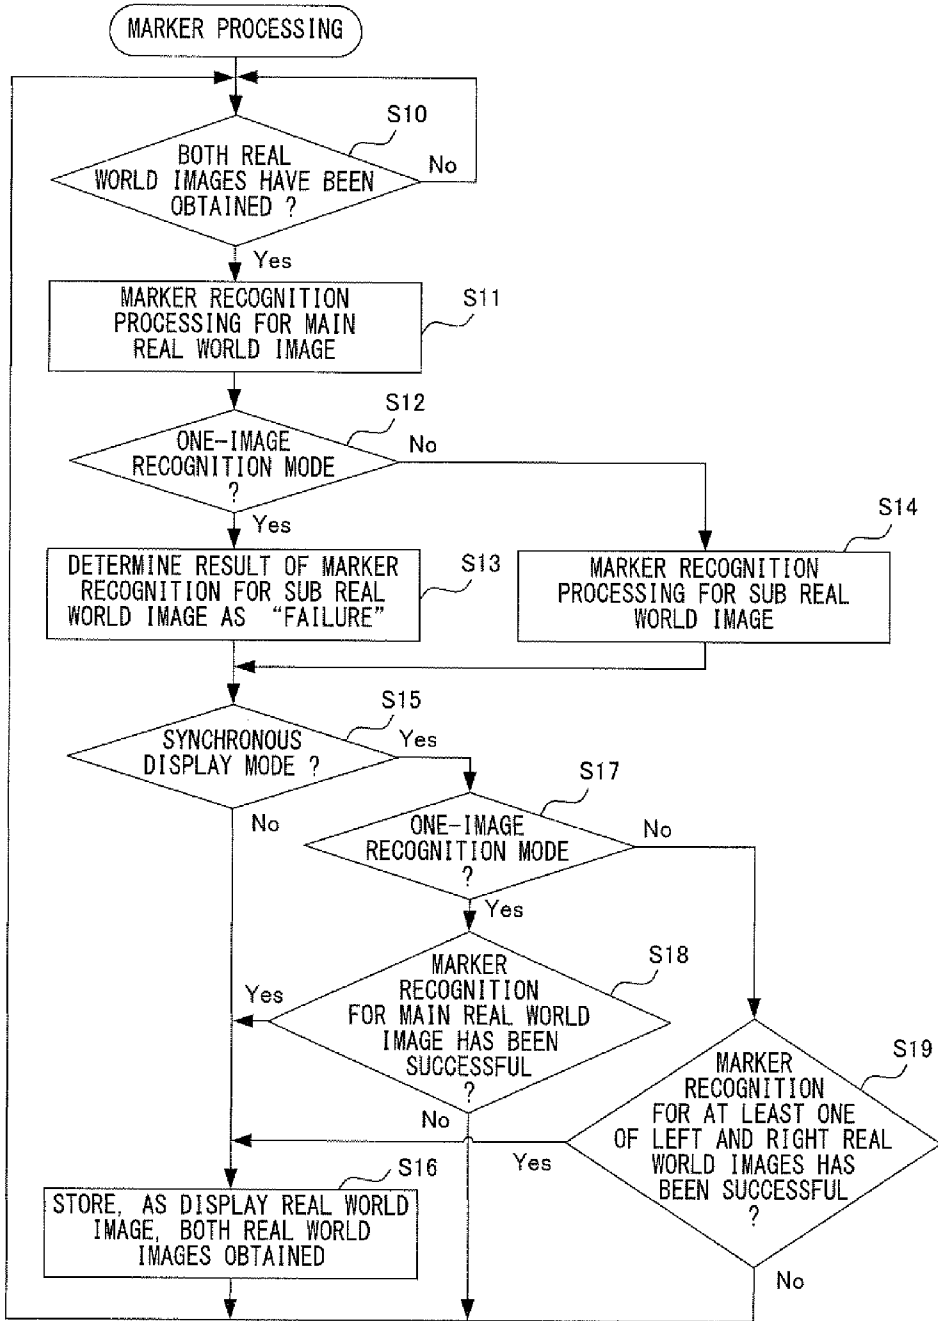 MARKER PROCESSING
S10
BOTH REAL
WORLD IMAGES HAVE BEEN
OBTAINED ?
No
Yes
S11
MARKER RECOGNITION
PROCESSING FOR MAIN
REAL WORLD IMAGE
S12
ONE-IMAGE
RECOGNITION MODE
?
No
Yes
S13
DETERMINE RESULT OF MARKER
RECOGNITION FOR SUB REAL
WORLD IMAGE AS “FAILURE”
S14
MARKER RECOGNITION
PROCESSING FOR SUB REAL
WORLD IMAGE
S15
SYNCHRONOUS
DISPLAY MODE ?
Yes
No
S17
ONE-IMAGE
RECOGNITION MODE
?
No
Yes
S18
MARKER
RECOGNITION
FOR MAIN REAL WORLD
IMAGE HAS BEEN
SUCCESSFUL
?
Yes
No
S19
MARKER
RECOGNITION
FOR AT LEAST ONE
OF LEFT AND RIGHT REAL
WORLD IMAGES HAS
BEEN SUCCESSFUL
?
Yes
No
S16
STORE, AS DISPLAY REAL WORLD
IMAGE, BOTH REAL WORLD
IMAGES OBTAINED